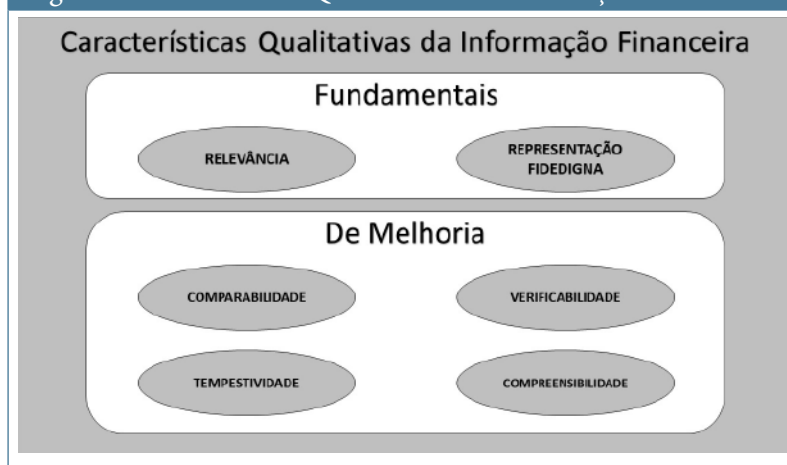 Características Qualitativas da Informação Financeira
Fundamentais
RELEVÂNCIA
REPRESENTAÇÃO
FIDEDIGNA
De Melhoria
COMPARABILIDADE
VERIFICABILIDADE
TEMPESTIVIDADE
COMPREENSIBILIDADE